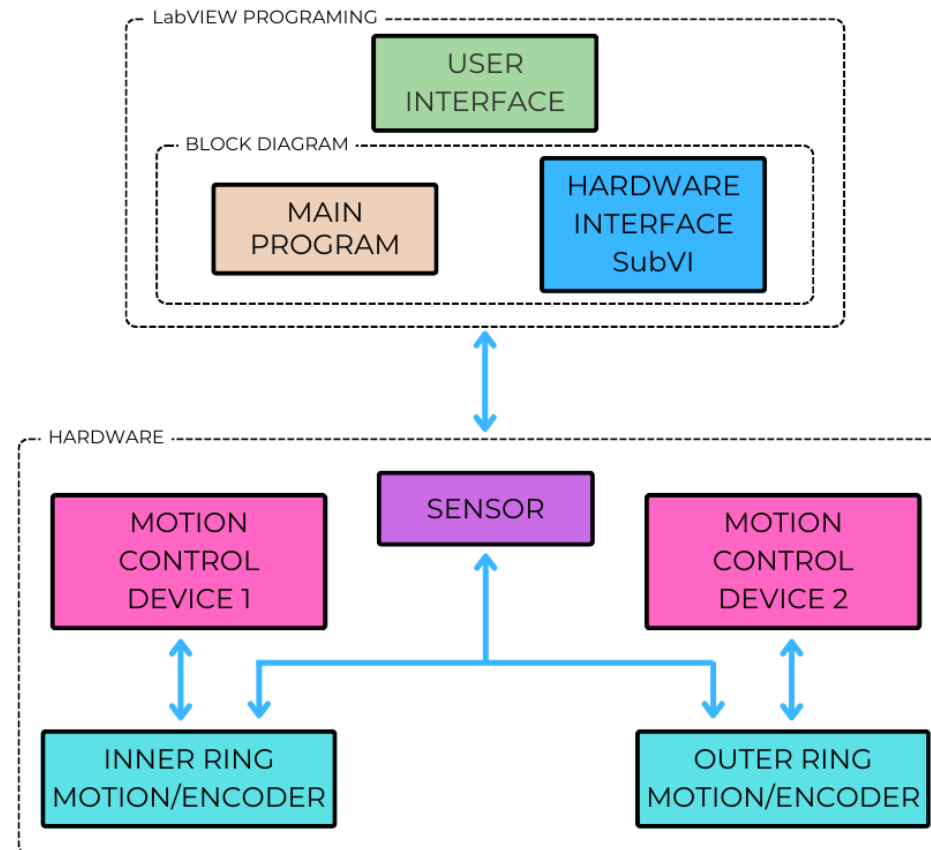 LabVIEW PROGRAMING
USER
INTERFACE
BLOCK DIAGRAM
MAIN
PROGRAM
HARDWARE
INTERFACE
SubVI
HARDWARE
MOTION
CONTROL
DEVICE 1
SENSOR
MOTION
CONTROL
DEVICE 2
INNER RING
MOTION/ENCODER
OUTER RING
MOTION/ENCODER